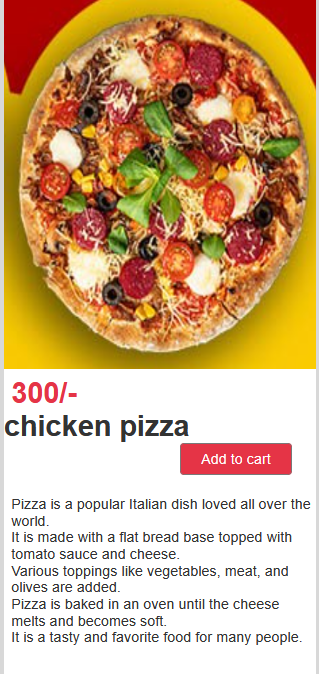 300/-
chicken pizza
Add to cart
Pizza is a popular Italian dish loved all over the
world.
It is made with a flat bread base topped with
tomato sauce and cheese.
Various toppings like vegetables, meat, and
olives are added.
Pizza is baked in an oven until the cheese
melts and becomes soft.
It is a tasty and favorite food for many people.